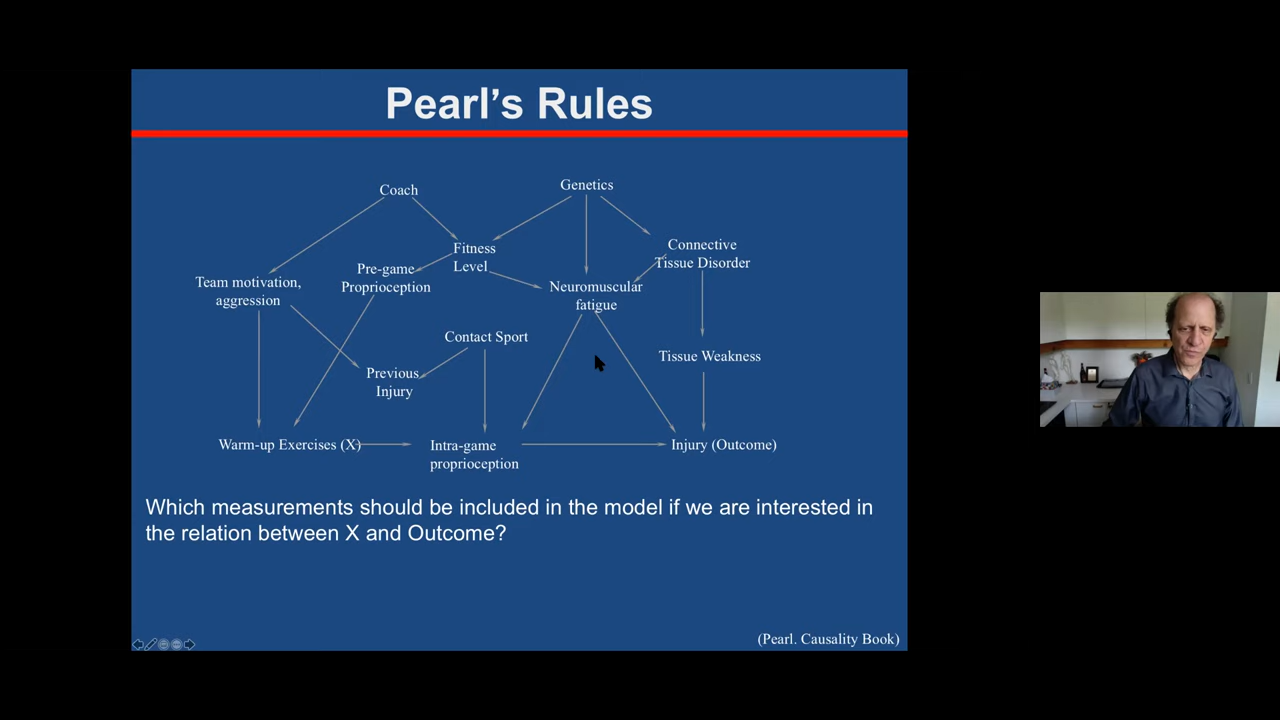 Pearl's Rules
Coach
Genetics
Fitness
Level
Connective
Tissue Disorder
Pre-game
Proprioception
Team motivation,
aggression
Neuromuscular
fatigue
Contact Sport
Tissue Weakness
Previous
Injury
Warm-up Exercises (X)
Intra-game
proprioception
Injury (Outcome)
Which measurements should be included in the model if we are interested in
the relation between X and Outcome?
(Pearl. Causality Book)